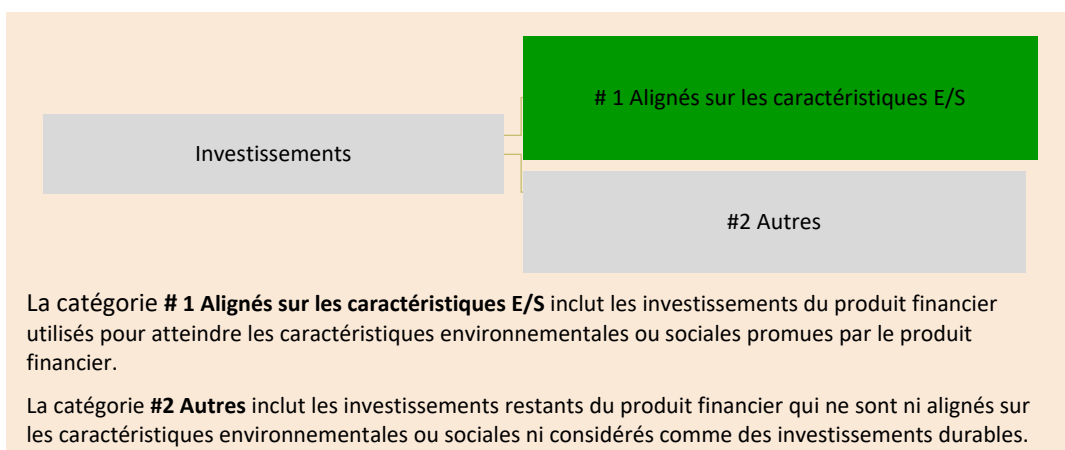 # 1 Alignés sur les caractéristiques E/S
Investissements
#2 Autres
La catégorie # 1 Alignés sur les caractéristiques E/S inclut les investissements du produit financier
utilisés pour atteindre les caractéristiques environnementales ou sociales promues par le produit
financier.
La catégorie #2 Autres inclut les investissements restants du produit financier qui ne sont ni alignés sur
les caractéristiques environnementales ou sociales ni considérés comme des investissements durables.